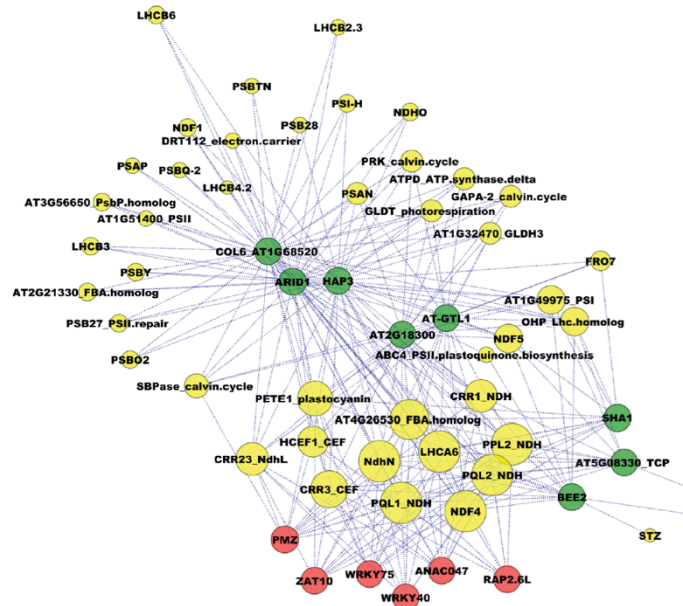 LHCB6
LHCB2.3
PSBTN
PSI-H
NDHO
NDF1
PSB28
DRT112_electron.carrier
PSAP
PSBQ-2
PRK_calvin.cycle
ATPD_ATP.synthase.delta
LHCB4.2
PSAN
GAPA-2_calvin.cycle
AT3G56650_PsbP.homolog
GLDT_photorespiration
AT1G51400_PSII
AT1G32470_GLDH3
LHCB3
COL6_AT1G68520
FRO7
PSBY
ARID1
HAP3
AT2G21330_FBA.homolog
AT1G49975_PSI
PSB27_PSII.repair
AT-GTL1
OHP_Lhc.homolog
AT2G18300
NDF5
PSBO2
ABC4_PSII.plastoquinone.biosynthesis
SBPase_calvin.cycle
PETE1_plastocyanin
CRR1_NDH
AT4G26530_FBA.homolog
SHA1
HCEF1_CEF
PPL2_NDH
LHCA6
CRR23_NdhL
NdhN
AT5G08330_TCP
PQL2_NDH
CRR3_CEF
BEE2
PQL1_NDH
NDF4
STZ
PMZ
ZAT10
WRKY75
ANAC047
RAP2.6L
WRKY40